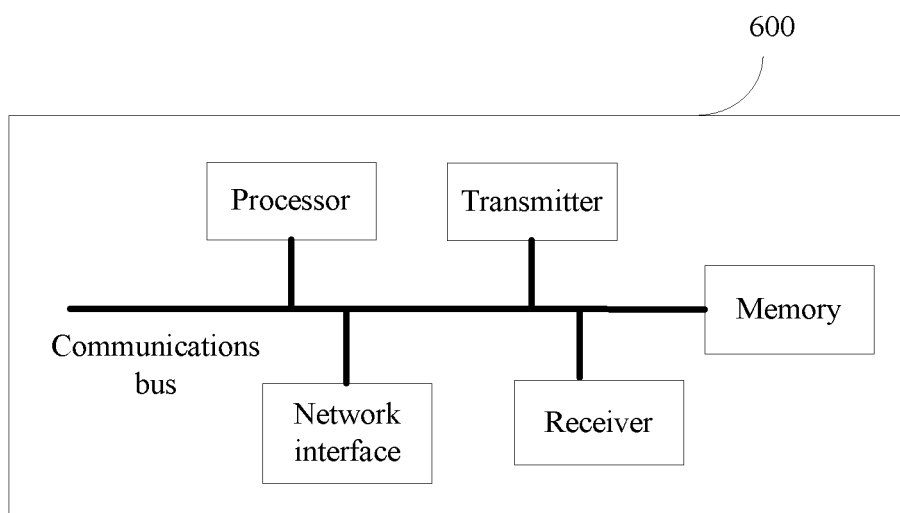 600
Processor
Transmitter
Memory
Communications
bus
Network
interface
Receiver